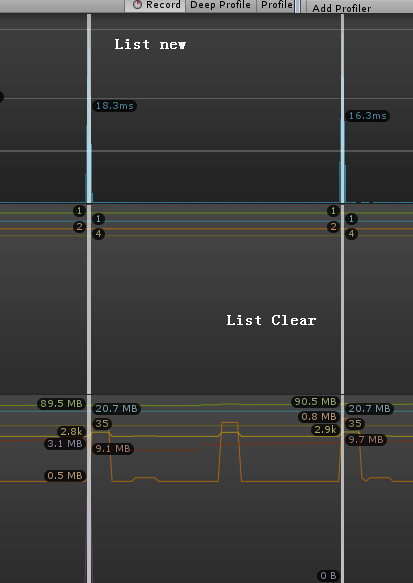 Record Deep Profile Profile Add Profiler
List new
18.3ms
16.3ms
1 1
1 1
2 2
4 4
List Clear
89.5 MB 90.5 MB
20.7 MB 20.7 MB
0.8 MB
35 35
2.8k 2.9k
3.1 MB 9.7 MB
9.1 MB
0.5 MB
0 B